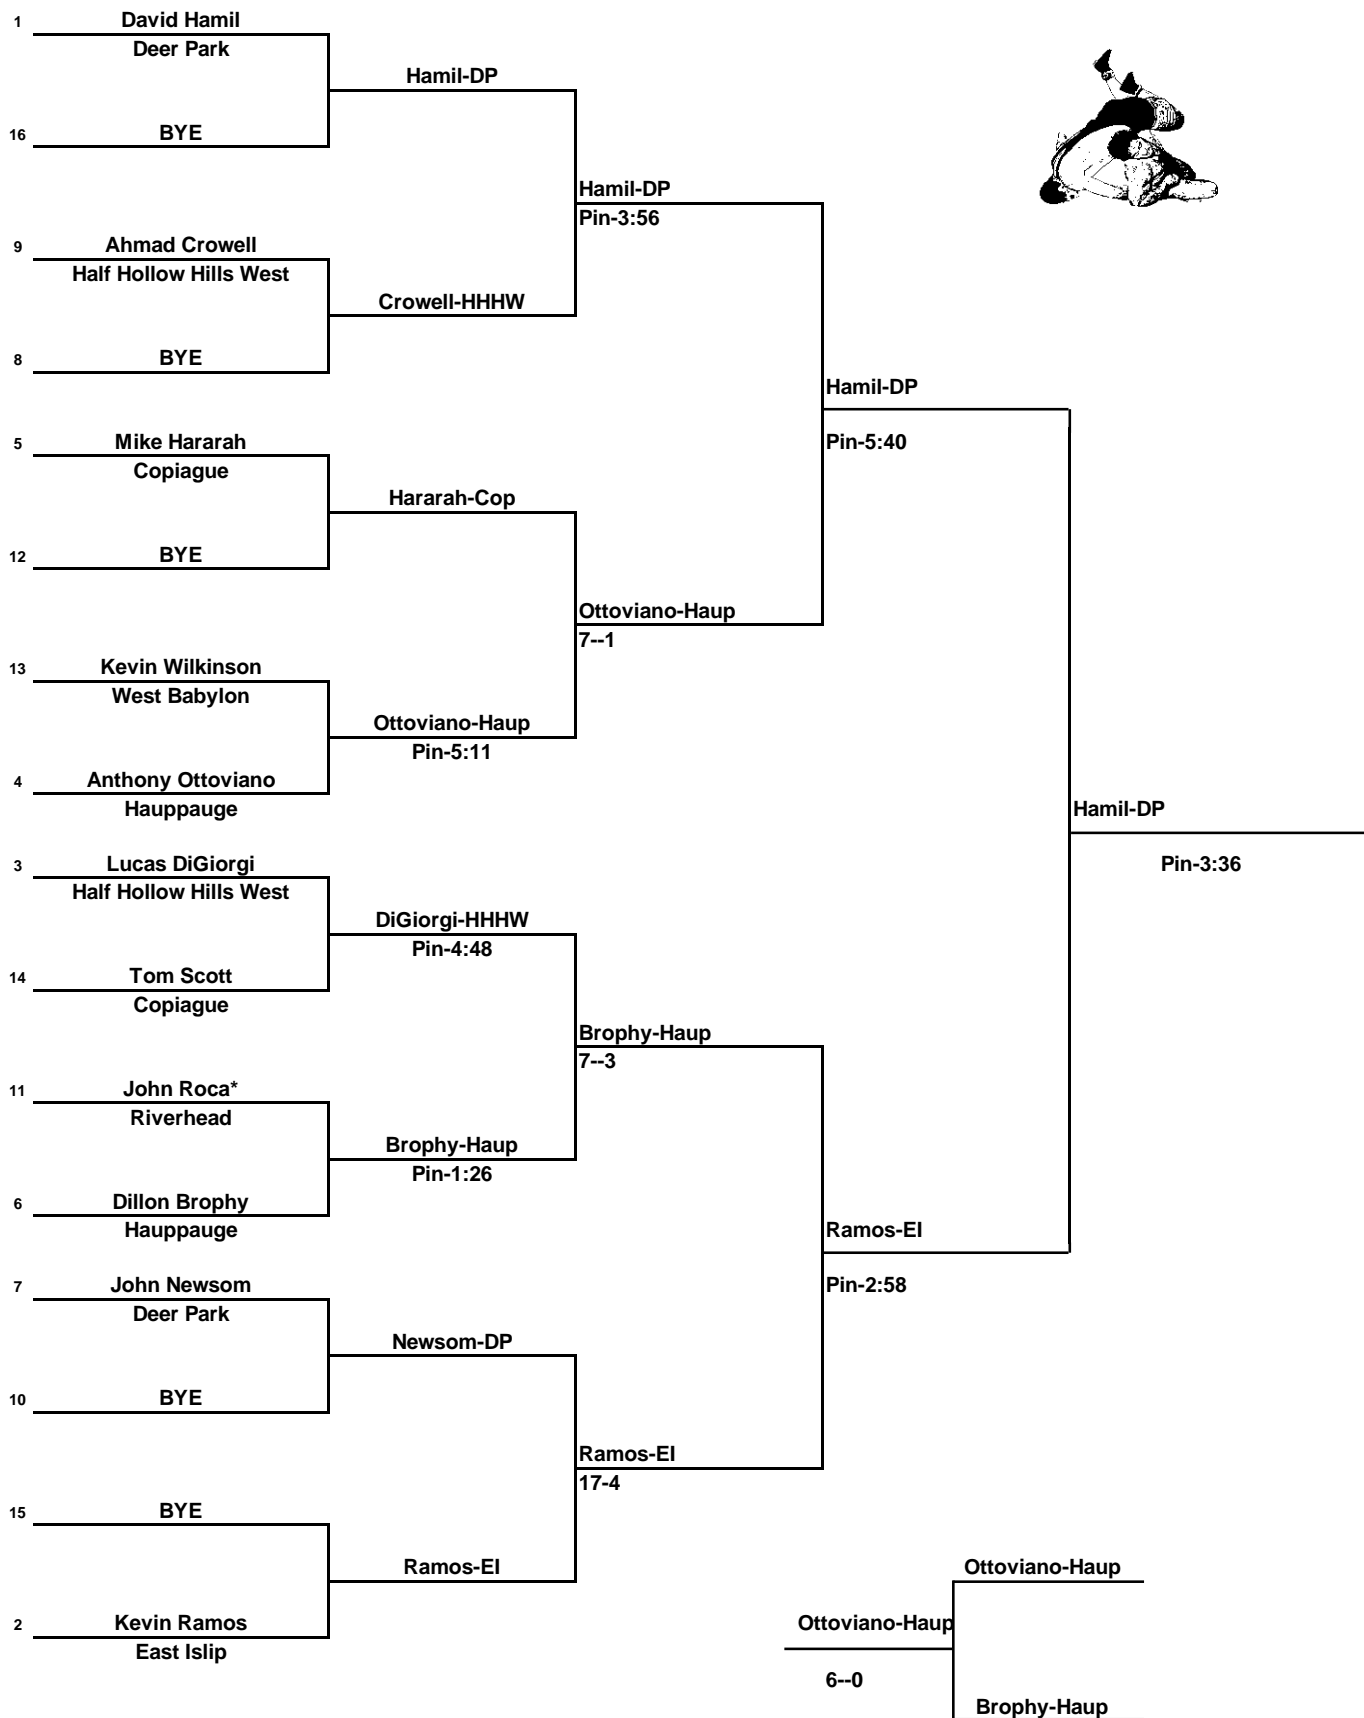 1 David Hamil
Deer Park
Hamil-DP
16 BYE
Hamil-DP
Pin-3:56
9 Ahmad Crowell
Half Hollow Hills West
Crowell-HHHW
8 BYE
Hamil-DP
5 Mike Hararah
Pin-5:40
Copiague
Hararah-Cop
12 BYE
Ottoviano-Haup
7--1
13 Kevin Wilkinson
West Babylon
Ottoviano-Haup
Pin-5:11
4 Anthony Ottoviano
Hauppauge
Hamil-DP
Pin-3:36
3 Lucas DiGiorgi
Half Hollow Hills West
DiGiorgi-HHHW
Pin-4:48
14 Tom Scott
Copiague
Brophy-Haup
7--3
11 John Roca*
Riverhead
Brophy-Haup
Pin-1:26
6 Dillon Brophy
Hauppauge
Ramos-EI
Pin-2:58
7 John Newsom
Deer Park
Newsom-DP
10 BYE
Ramos-EI
17-4
15 BYE
Ramos-EI
Ottoviano-Haup
2 Kevin Ramos
East Islip
Ottoviano-Haup
6--0
Brophy-Haup